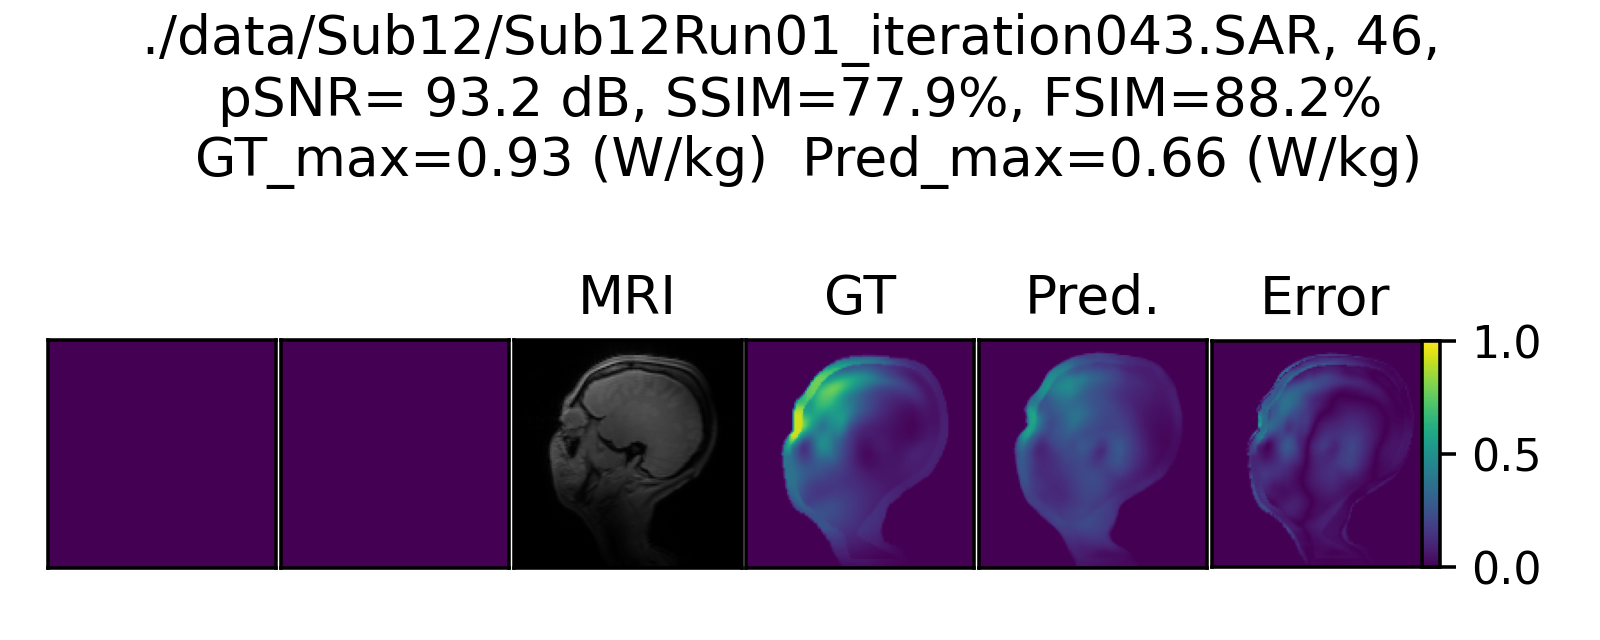 ./data/Sub12/Sub12Run01_iteration043.SAR, 46,
pSNR= 93.2 dB, SSIM=77.9%, FSIM=88.2%
GT_max=0.93 (W/kg)  Pred_max=0.66 (W/kg)
MRI GT Pred. Error
1.0
0.5
0.0